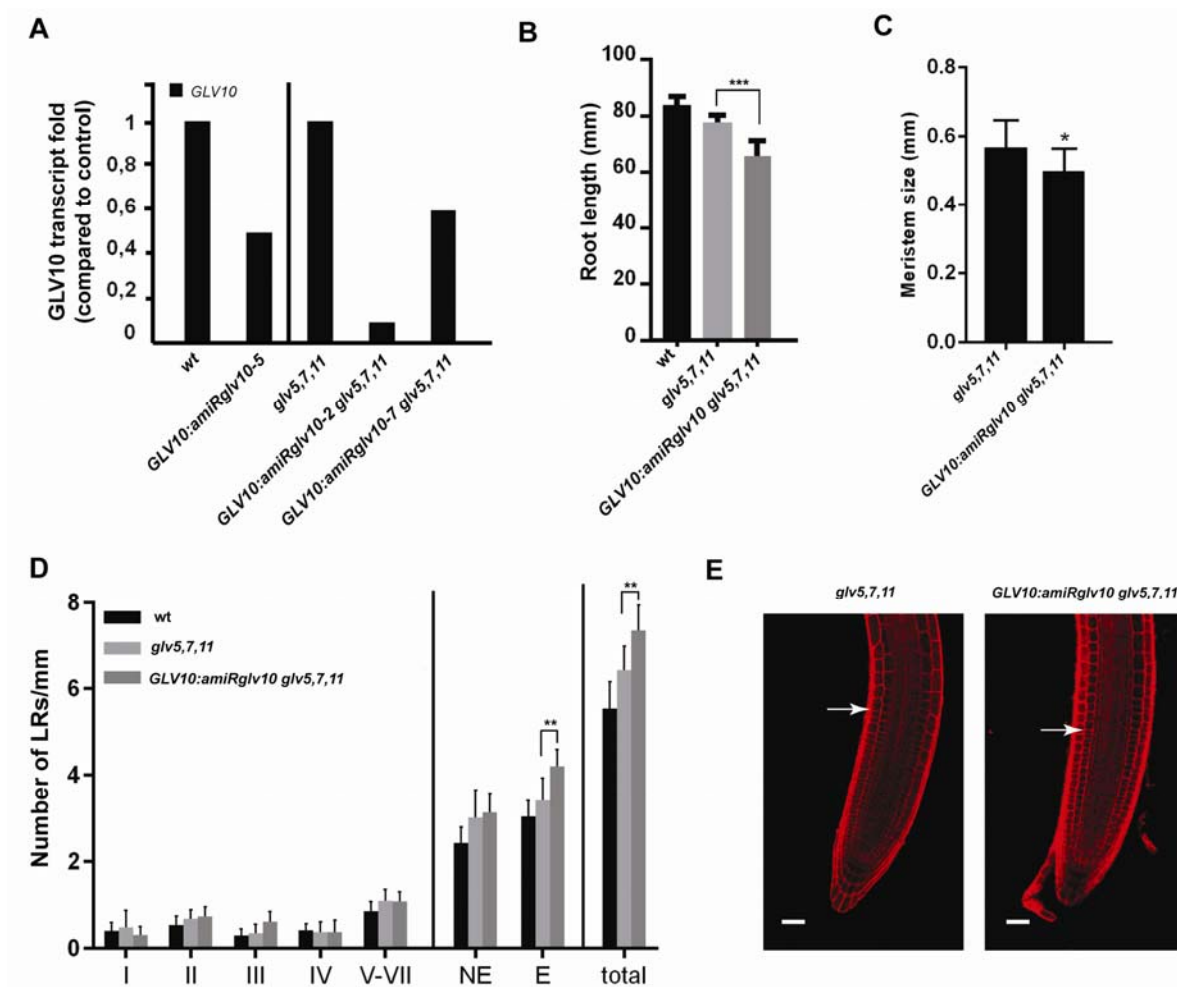 A
GLV10
GLV10 transcript fold
(compared to control)
1
0,8
0,6
0,4
0,2
0
wt
GLV10:amiRglv10-5
glv5,7,11
GLV10:amiRglv10-2 glv5,7,11
GLV10:amiRglv10-7 glv5,7,11
B
Root length (mm)
100
80
60
40
20
0
***
wt
glv5,7,11
GLV10:amiRglv10 glv5,7,11
C
Meristem size (mm)
0.8
0.6
0.4
0.2
0.0
*
glv5,7,11
GLV10:amiRglv10 glv5,7,11
D
Number of LRs/mm
8
6
4
2
0
wt
glv5,7,11
GLV10:amiRglv10 glv5,7,11
**
**
I II III IV V-VII NE E total
E
glv5,7,11
GLV10:amiRglv10 glv5,7,11